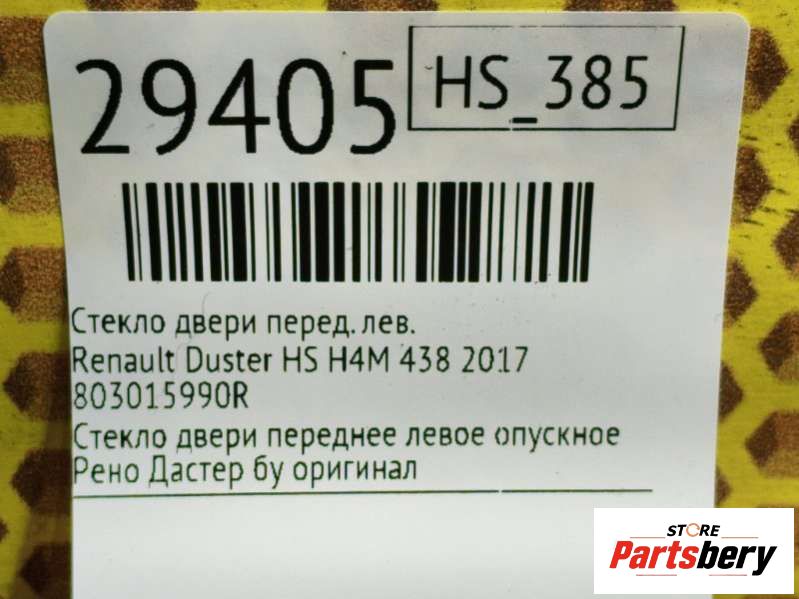 29405
HS_385
Стекло двери перед. лев.
Renault Duster HS H4M 438 2017
803015990R
Стекло двери переднее левое опускное
Рено Дастер бу оригинал
STORE
Partsbery